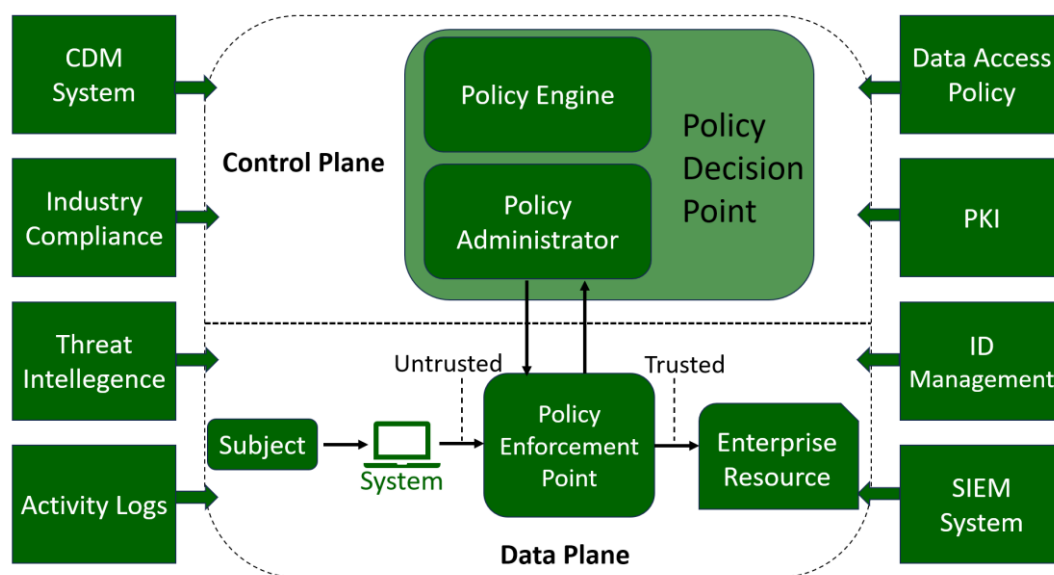 CDM
System
Industry
Compliance
Threat
Intellegence
Activity Logs
Control Plane
Policy Engine
Policy
Administrator
Policy
Decision
Point
Untrusted
Trusted
Subject
System
Policy
Enforcement
Point
Enterprise
Resource
Data Plane
Data Access
Policy
PKI
ID
Management
SIEM
System